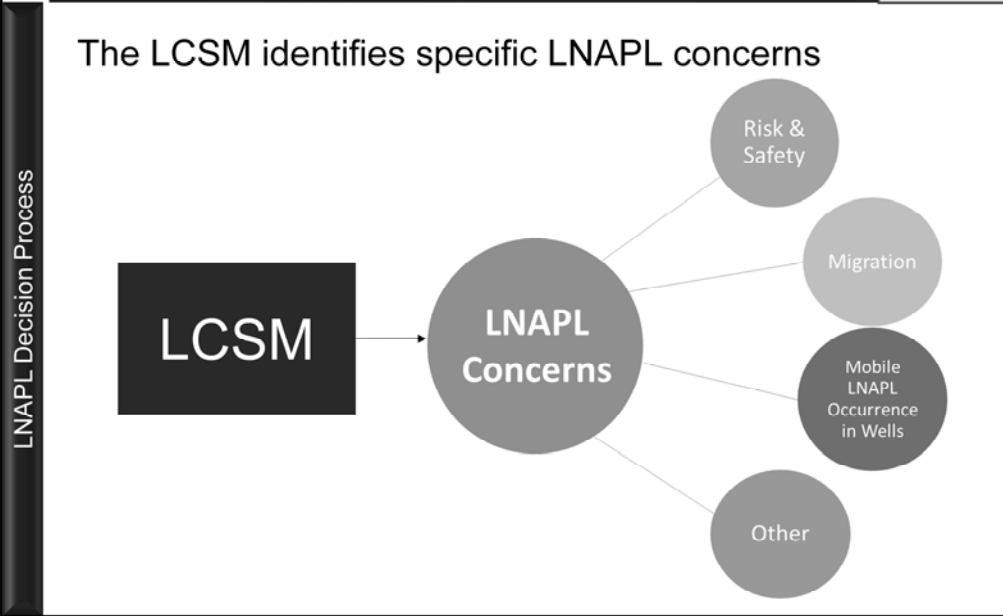 The LCSM identifies specific LNAPL concerns
LNAPL Decision Process
LCSM
LNAPL
Concerns
Risk &
Safety
Migration
Mobile
LNAPL
Occurrence
in Wells
Other